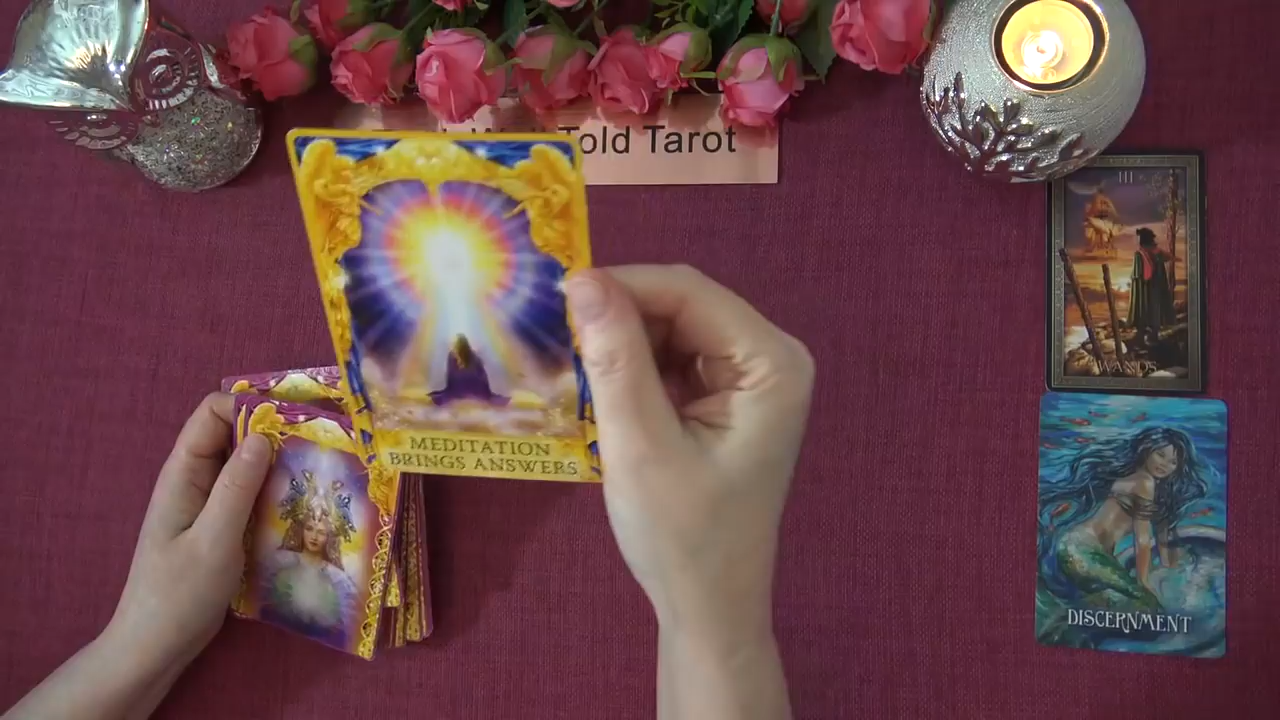 Told Tarot
MEDITATION
BRINGS ANSWERS
III
WANDS
DISCERNMENT